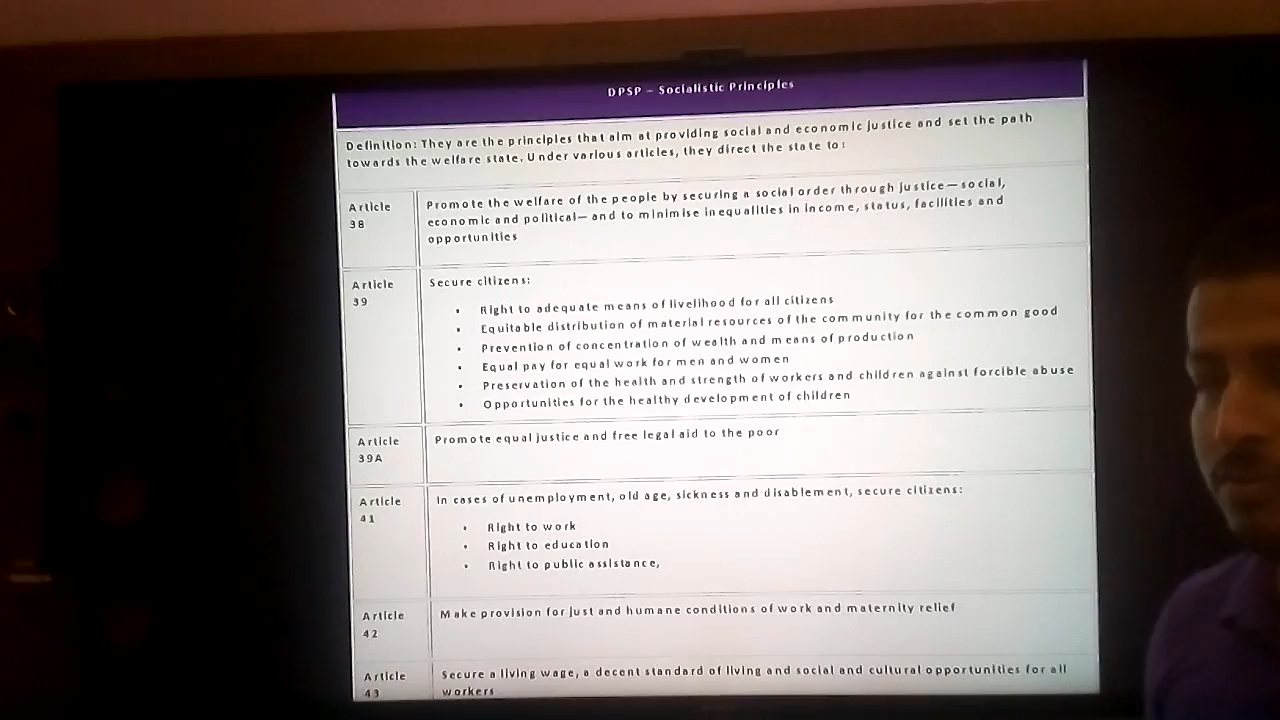 DPSP – Socialistic Principles
Definition: They are the principles that aim at providing social and economic justice and set the path
towards the welfare state. Under various articles, they direct the state to:
Article
38
Promote the welfare of the people by securing a social order through justice—social,
economic and political—and to minimise inequalities in income, status, facilities and
opportunities
Article
39
Secure citizens:
• Right to adequate means of livelihood for all citizens
• Equitable distribution of material resources of the community for the common good
• Prevention of concentration of wealth and means of production
• Equal pay for equal work for men and women
• Preservation of the health and strength of workers and children against forcible abuse
• Opportunities for the healthy development of children
Article
39A
Promote equal justice and free legal aid to the poor
Article
41
In cases of unemployment, old age, sickness and disablement, secure citizens:
• Right to work
• Right to education
• Right to public assistance,
Article
42
Make provision for just and humane conditions of work and maternity relief
Article
43
Secure a living wage, a decent standard of living and social and cultural opportunities for all
workers